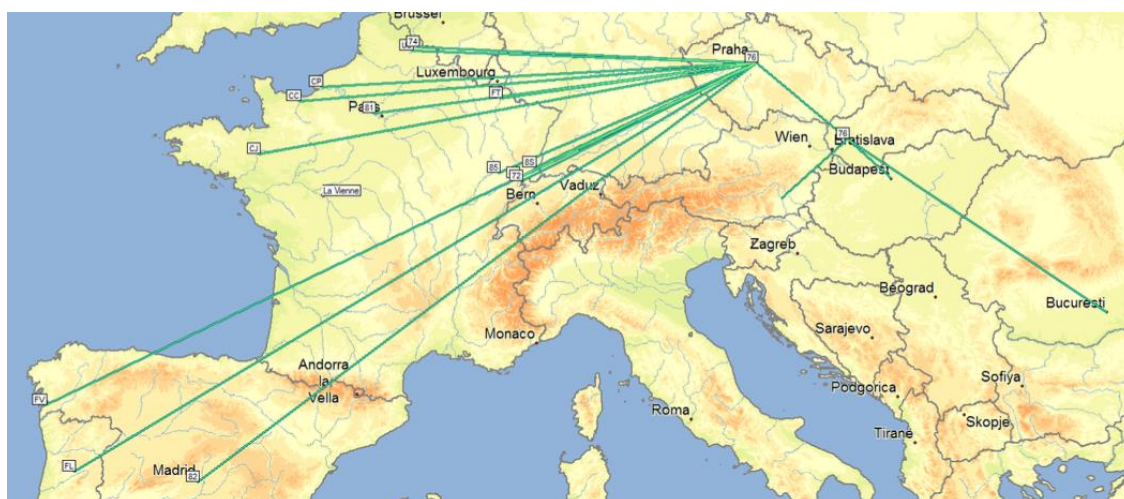 Brussel
74
Praha
76
CP
Luxembourg
FT
CC
Paris
81
CJ
76
Wien
Bratislava
Budapest
85
8S
72
Bern
Vaduz
La Vienne
Zagreb
Beograd
Bucuresti
Monaco
Sarajevo
Andorra
la
Vella
Podgorica
Sofiya
FV
Roma
Skopje
Tirane
FL
Madrid
82